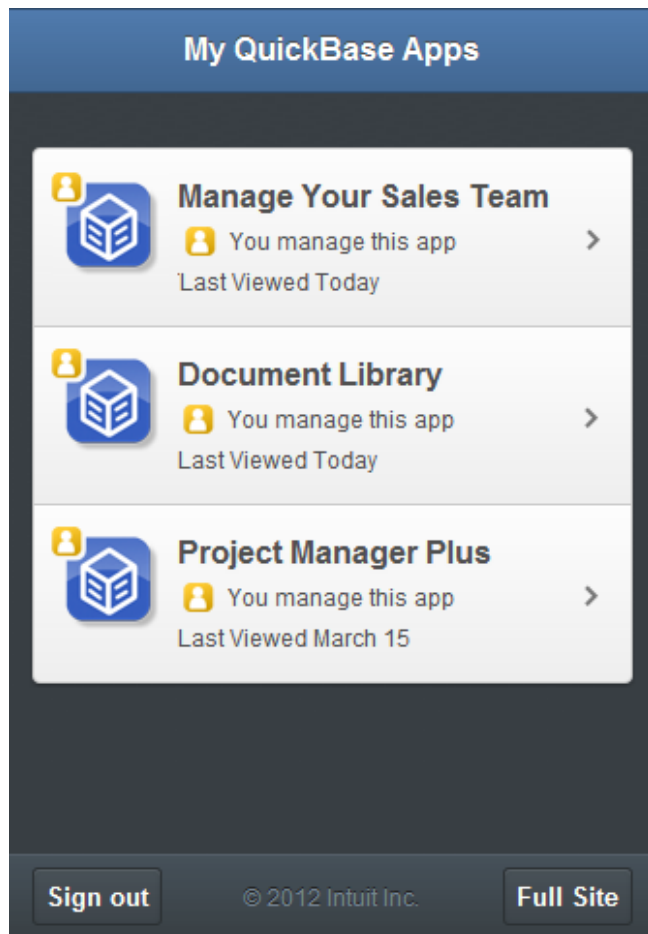 My QuickBase Apps
Manage Your Sales Team
You manage this app
Last Viewed Today
Document Library
You manage this app
Last Viewed Today
Project Manager Plus
You manage this app
Last Viewed March 15
Sign out © 2012 Intuit Inc. Full Site